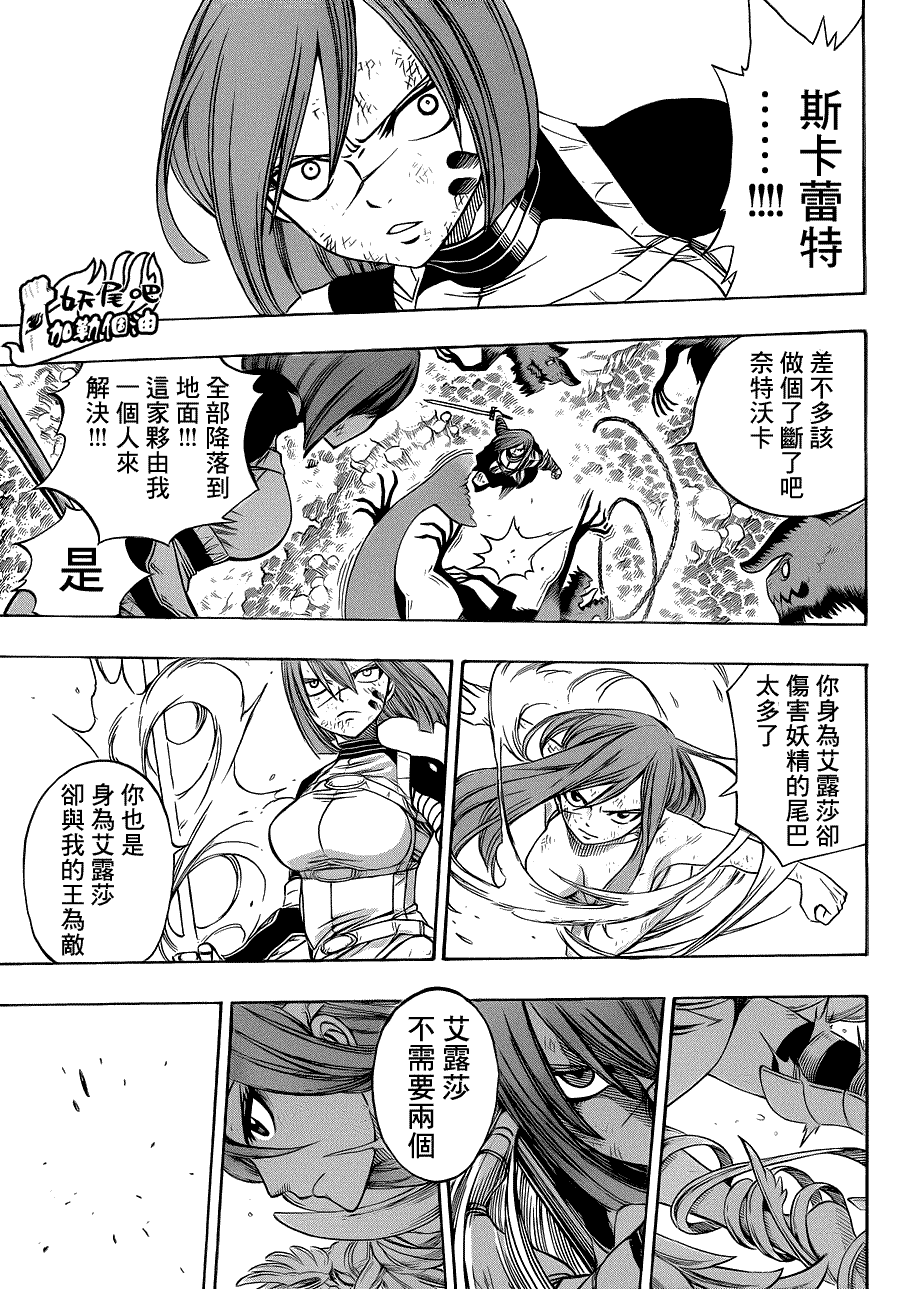 斯卡蕾特
……!!!!
妖尾吧
加勒個油
差不多該
做個了斷了吧
奈特沃卡
全部降落到
地面!!!
這家夥由我
一個人來
解決!!!
是
你身為艾露莎卻
傷害妖精的尾巴
太多了
你也是
身為艾露莎
卻與我的王為敵
艾露莎
不需要兩個